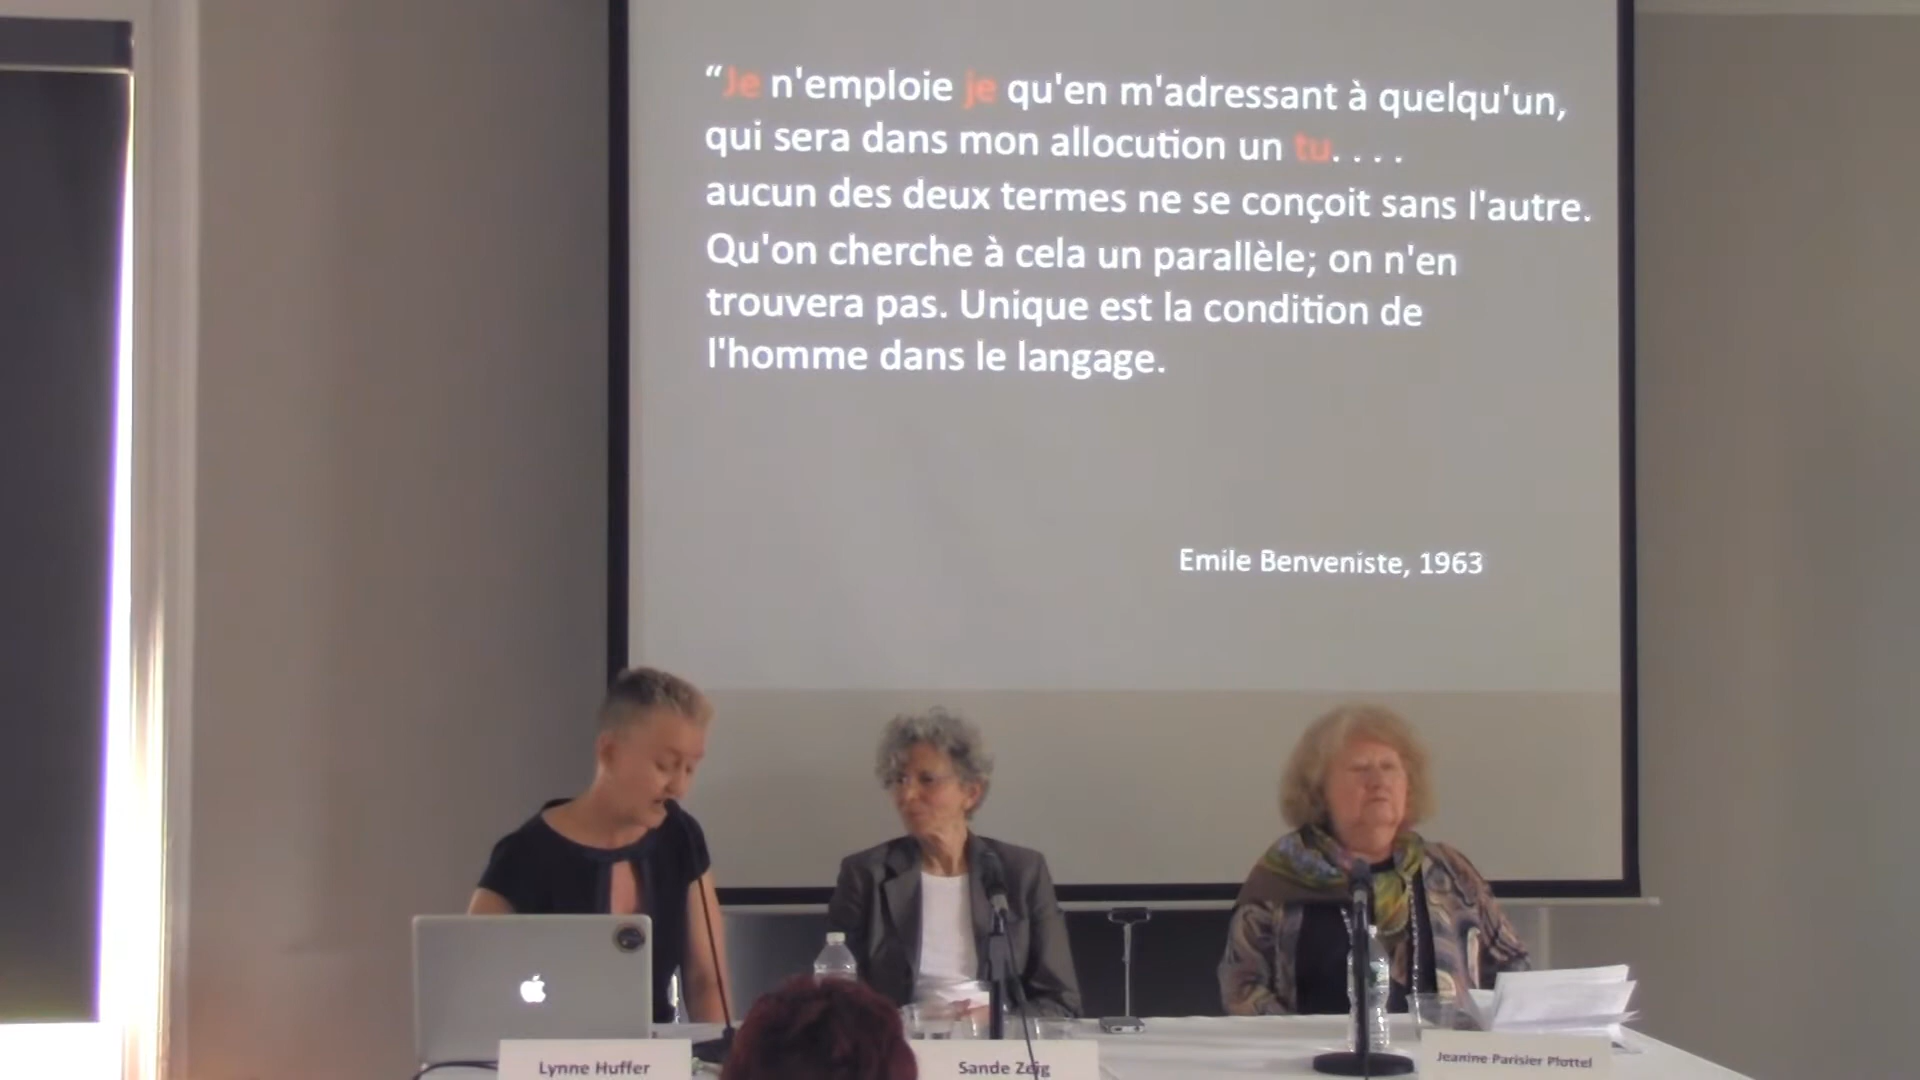 “Je n'emploie je qu'en m'adressant à quelqu'un,
qui sera dans mon allocution un tu. . . .
aucun des deux termes ne se conçoit sans l'autre.
Qu'on cherche à cela un parallèle; on n'en
trouvera pas. Unique est la condition de
l'homme dans le langage.
Emile Benveniste, 1963
Lynne Huffer
Sande Zeig
Jeanine Parisier Plottel